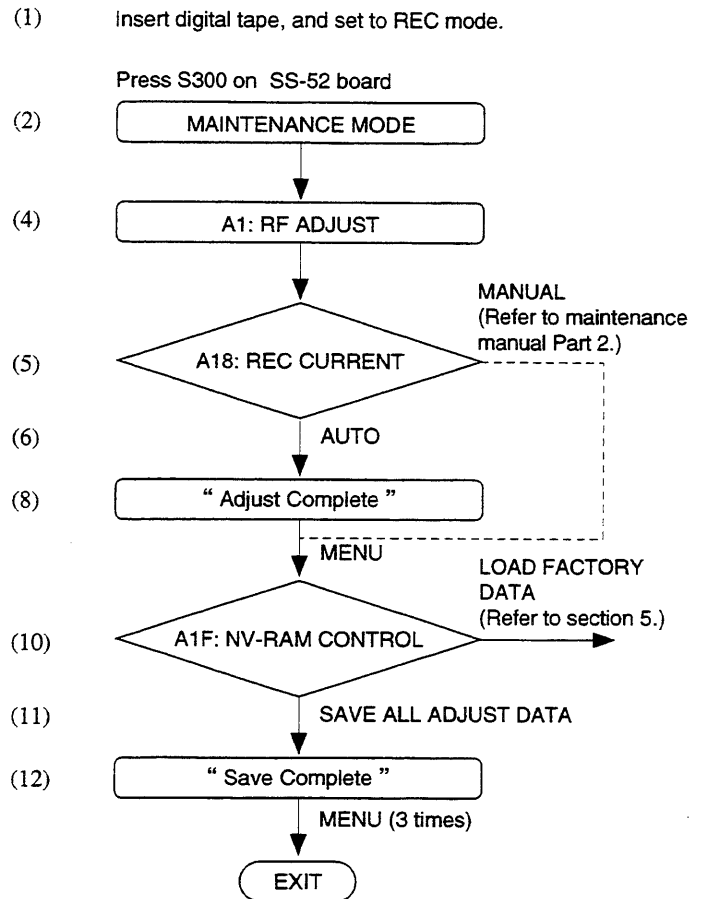 (1) Insert digital tape, and set to REC mode.
Press S300 on SS-52 board
(2) MAINTENANCE MODE
(4) A1: RF ADJUST
MANUAL
(Refer to maintenance
manual Part 2.)
(5) A18: REC CURRENT
(6) AUTO
(8) “ Adjust Complete ”
MENU
LOAD FACTORY
DATA
(Refer to section 5.)
(10) A1F: NV-RAM CONTROL
(11) SAVE ALL ADJUST DATA
(12) “ Save Complete ”
MENU (3 times)
EXIT